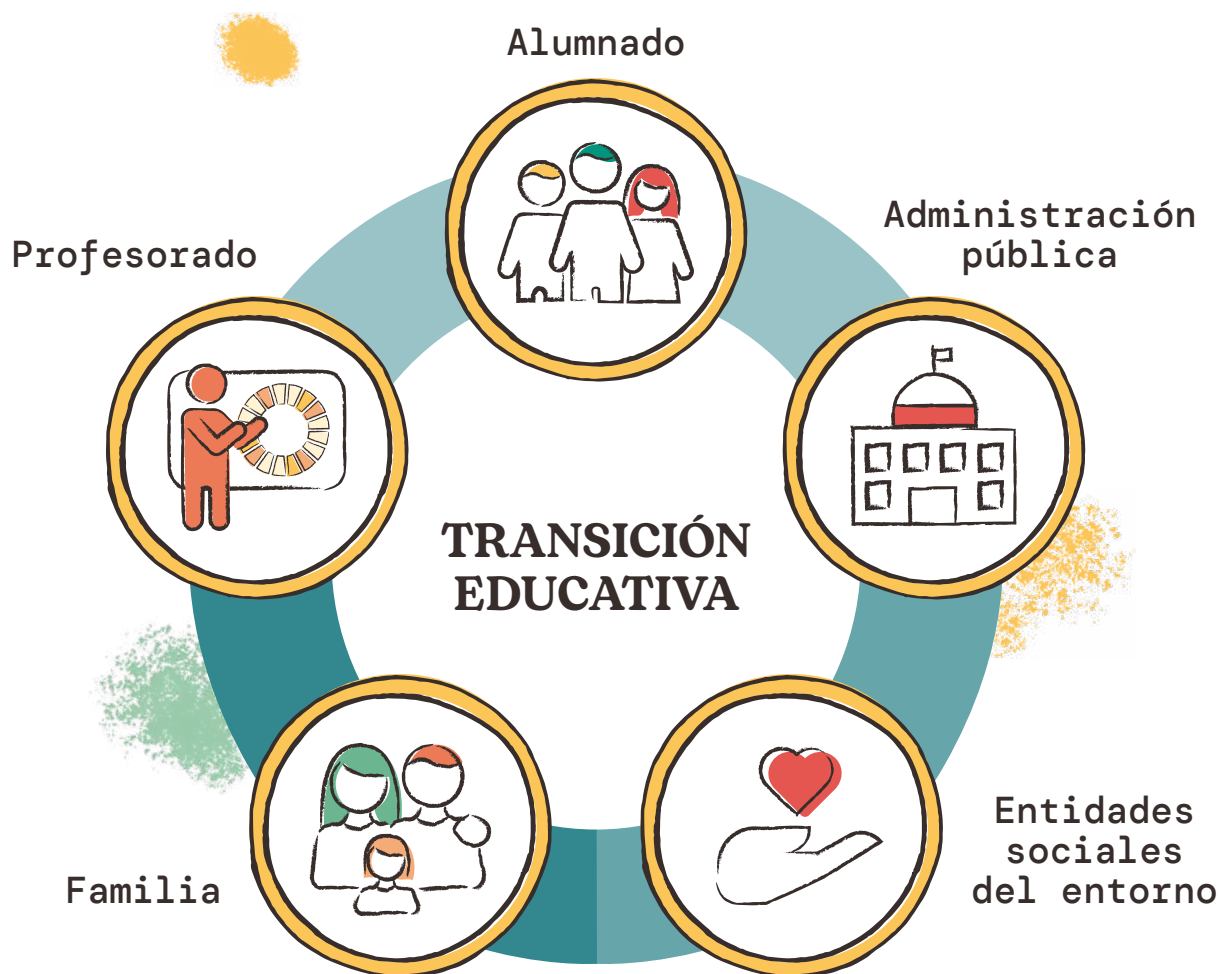 Alumnado
Administración
pública
Profesorado
TRANSICIÓN
EDUCATIVA
Entidades
sociales
del entorno
Familia